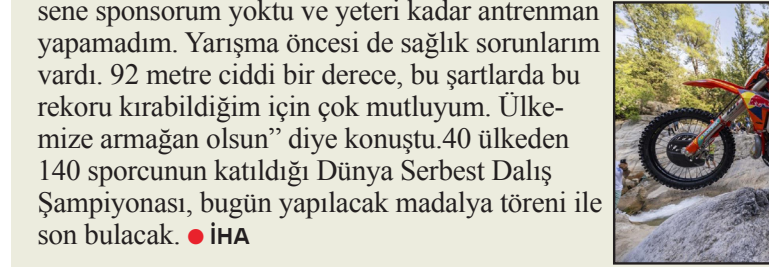 sene sponsorum yoktu ve yeteri kadar antrenman
yapamadım. Yarışma öncesi de sağlık sorunlarım
vardı. 92 metre ciddi bir derece, bu şartlarda bu
rekoru kırabildiğim için çok mutluyum. Ülke-
mize armağan olsun” diye konuştu.40 ülkeden
140 sporcunun katıldığı Dünya Serbest Dalış
Şampiyonası, bugün yapılacak madalya töreni ile
son bulacak. ● İHA